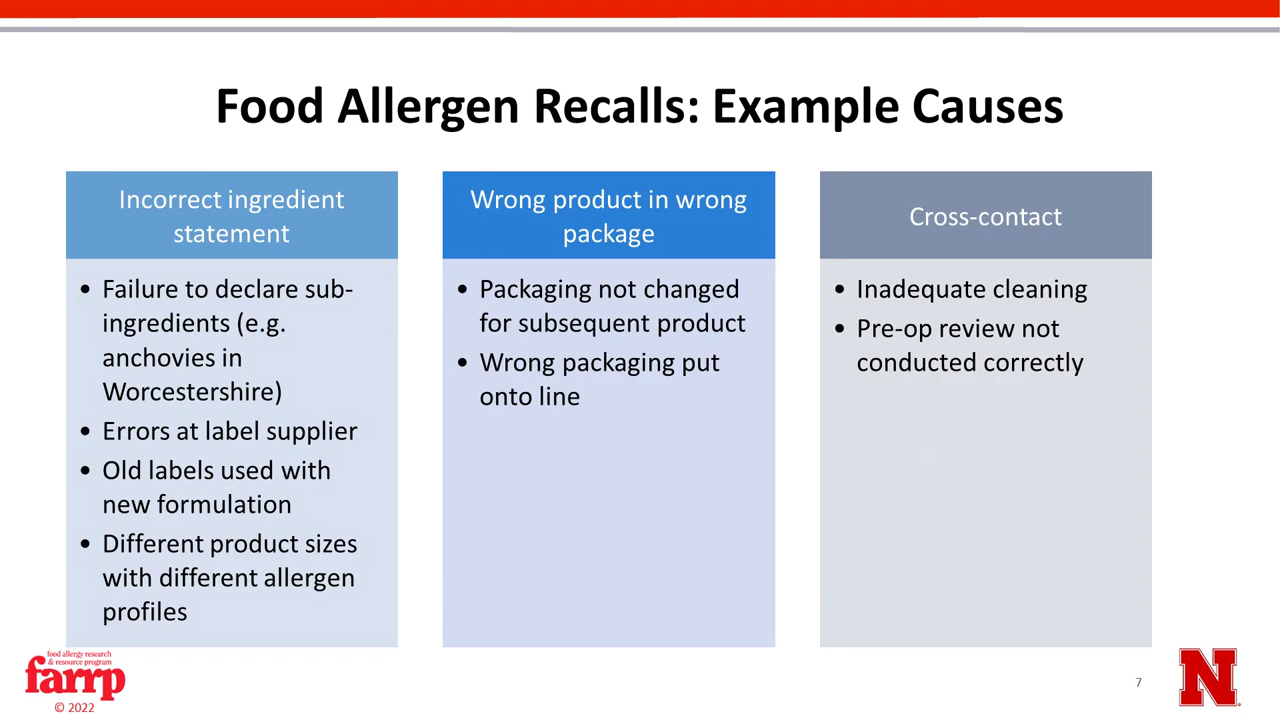 Food Allergen Recalls: Example Causes
Incorrect ingredient
statement
• Failure to declare sub-
ingredients (e.g.
anchovies in
Worcestershire)
• Errors at label supplier
• Old labels used with
new formulation
• Different product sizes
with different allergen
profiles
Wrong product in wrong
package
• Packaging not changed
for subsequent product
• Wrong packaging put
onto line
Cross-contact
• Inadequate cleaning
• Pre-op review not
conducted correctly
food allergy research
& resource program
farrp
© 2022
7
N